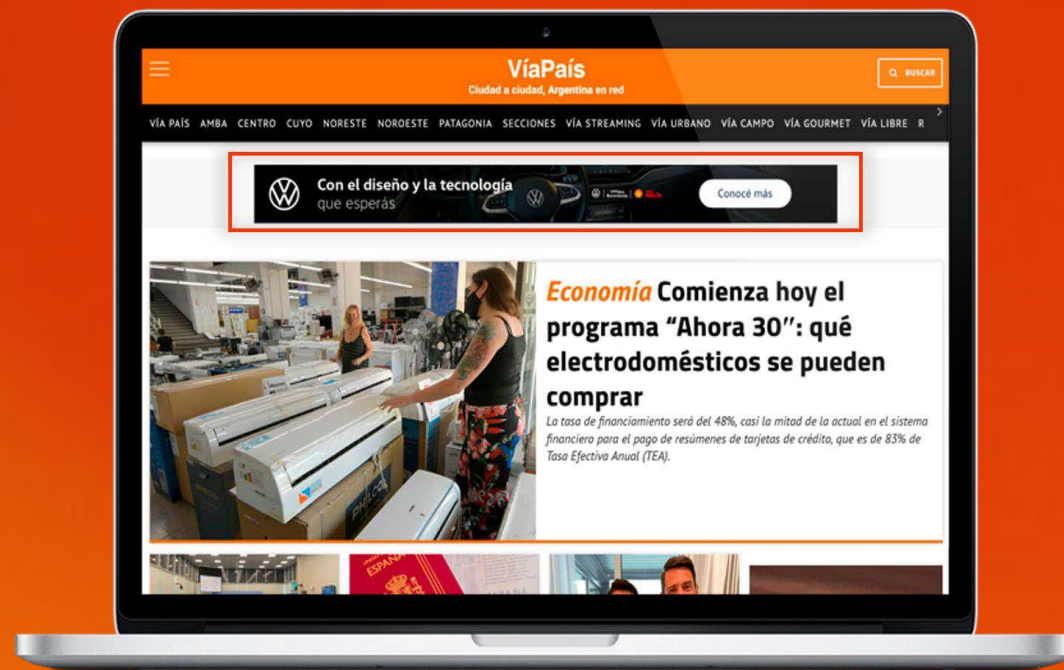 VíaPaís
Ciudad a ciudad, Argentina en red
BUSCAR
VÍA PAÍS AMBA CENTRO CUYO NORESTE NOROESTE PATAGONIA SECCIONES VÍA STREAMING VÍA URBANO VÍA CAMPO VÍA GOURMET VÍA LIBRE R
Con el diseño y la tecnología
que esperás
Conocé más
Economía Comienza hoy el
programa “Ahora 30″: qué
electrodomésticos se pueden
comprar
La tasa de financiamiento será del 48%, casi la mitad de la actual en el sistema
financiero para el pago de resúmenes de tarjetas de crédito, que es de 83% de
Tasa Efectiva Anual (TEA).
PHILCO
ESPAÑA